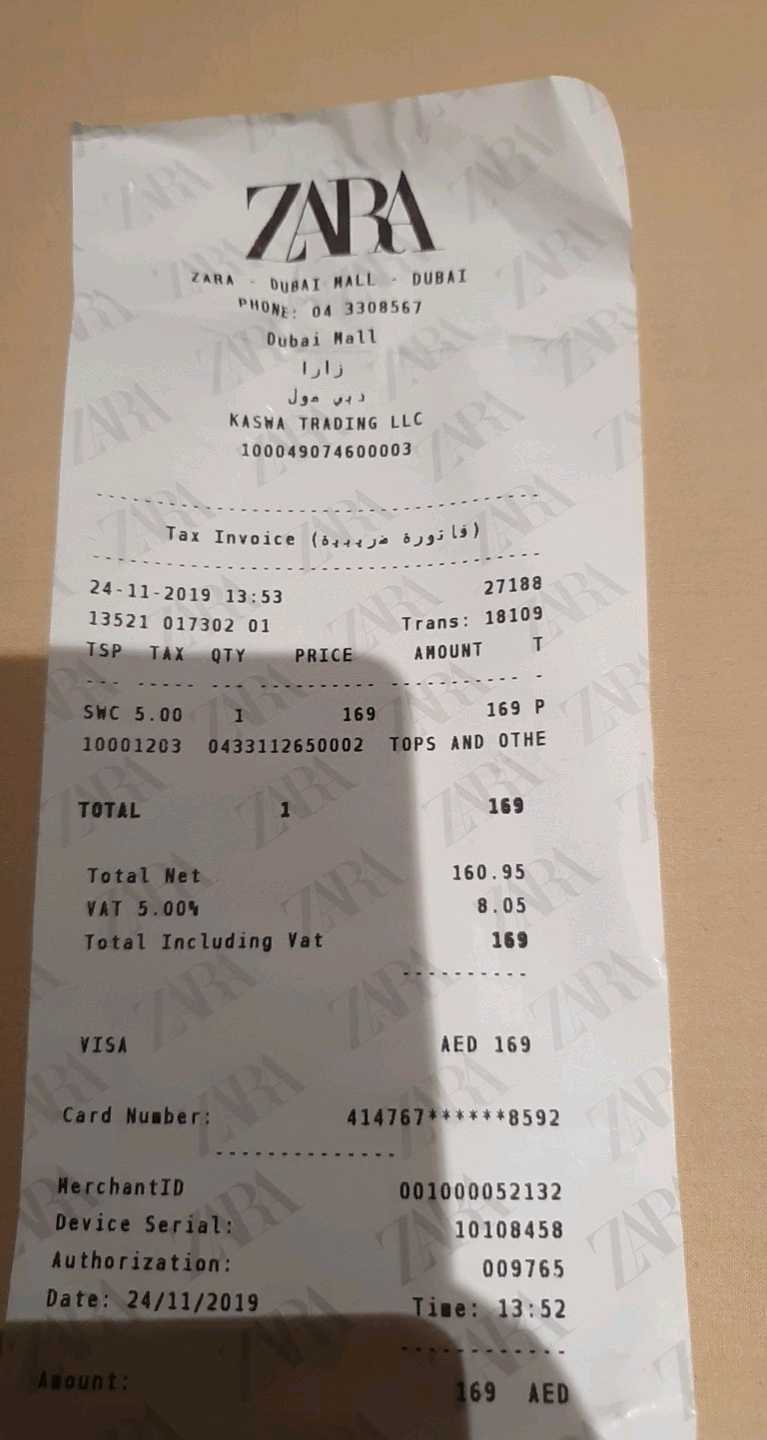 ZARA
ZARA - DUBAI MALL - DUBAI
PHONE: 04 3308567
Dubai Mall
زارا
دبي مول
KASWA TRADING LLC
100049074600003
Tax Invoice (فاتورة ضريبية)
24-11-2019 13:53 27188
13521 017302 01 Trans: 18109
TSP TAX QTY PRICE AMOUNT T
SWC 5.00 1 169 169 P
10001203 0433112650002 TOPS AND OTHE
TOTAL 1 169
Total Net 160.95
VAT 5.00% 8.05
Total Including Vat 169
VISA AED 169
Card Number: 414767******8592
MerchantID 001000052132
Device Serial: 10108458
Authorization: 009765
Date: 24/11/2019 Time: 13:52
Amount: 169 AED